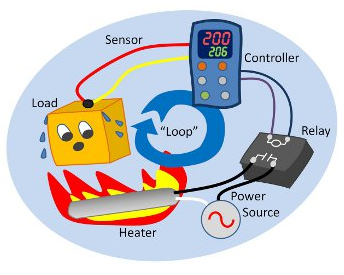 Sensor
200
206
Controller
Load
"Loop"
Relay
Power
Source
Heater